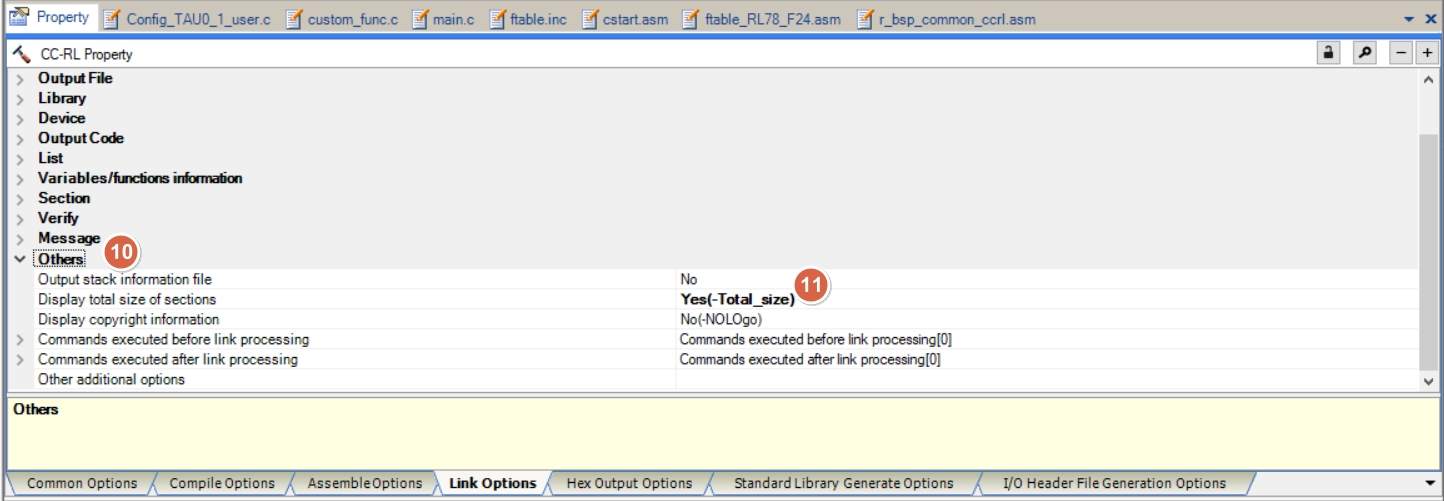 Property Config_TAU0_1_user.c custom_func.c main.c ftable.inc cstart.asm ftable_RL78_F24.asm r_bsp_common_ccrl.asm
CC-RL Property
Output File
Library
Device
Output Code
List
Variables/functions information
Section
Verify
Message
10
Others
Output stack information file No
11
Display total size of sections Yes(-Total_size)
Display copyright information No(-NOLOgo)
Commands executed before link processing Commands executed before link processing[0]
Commands executed after link processing Commands executed after link processing[0]
Other additional options
Others
Common Options Compile Options Assemble Options Link Options Hex Output Options Standard Library Generate Options I/O Header File Generation Options